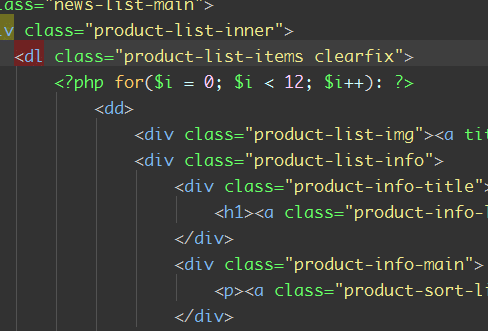 ass="news-list-main">
v class="product-list-inner">
<dl class="product-list-items clearfix">
<?php for($i = 0; $i < 12; $i++): ?>
<dd>
<div class="product-list-img"><a tit
<div class="product-list-info">
<div class="product-info-title">
<h1><a class="product-info-l
</div>
<div class="product-info-main">
<p><a class="product-sort-li
</div>